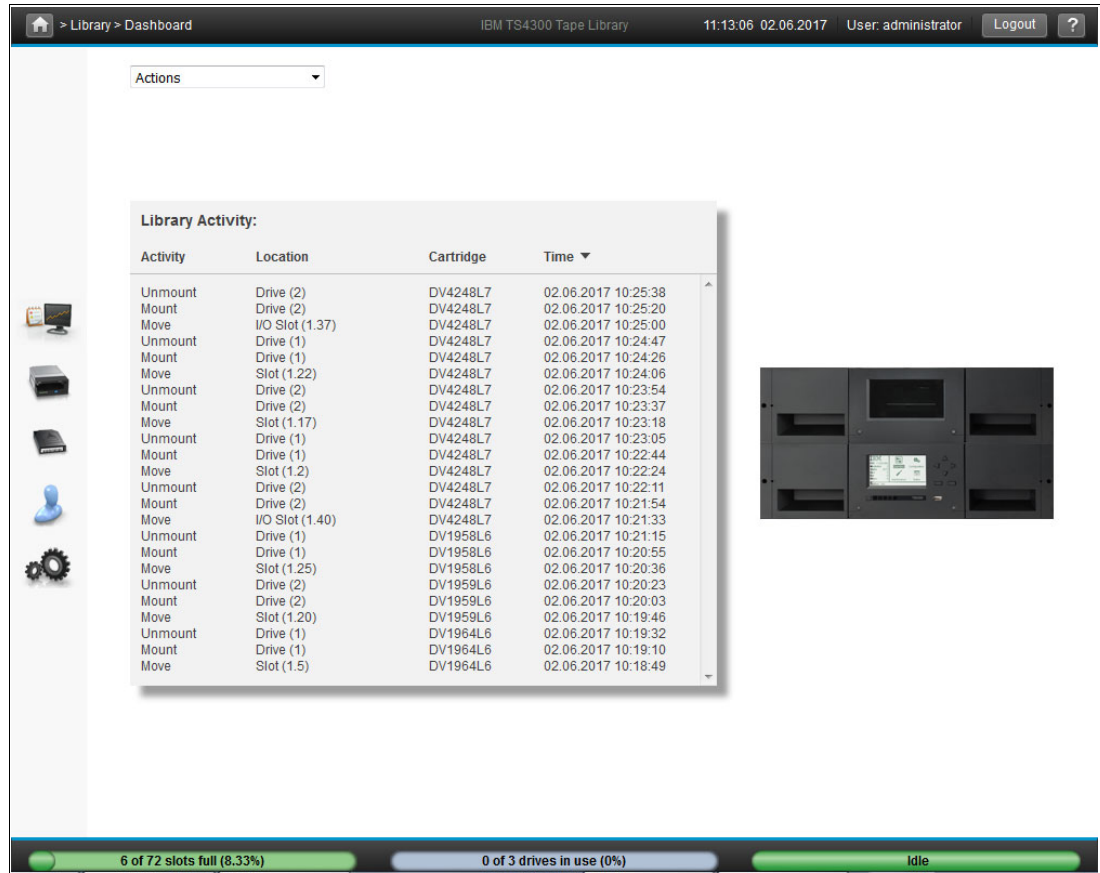 > Library > Dashboard IBM TS4300 Tape Library 11:13:06 02.06.2017 User: administrator Logout ?
Actions
Library Activity:
Activity Location Cartridge Time
Unmount Drive (2) DV4248L7 02.06.2017 10:25:38
Mount Drive (2) DV4248L7 02.06.2017 10:25:20
Move I/O Slot (1.37) DV4248L7 02.06.2017 10:25:00
Unmount Drive (1) DV4248L7 02.06.2017 10:24:47
Mount Drive (1) DV4248L7 02.06.2017 10:24:26
Move Slot (1.22) DV4248L7 02.06.2017 10:24:06
Unmount Drive (2) DV4248L7 02.06.2017 10:23:54
Mount Drive (2) DV4248L7 02.06.2017 10:23:37
Move Slot (1.17) DV4248L7 02.06.2017 10:23:18
Unmount Drive (1) DV4248L7 02.06.2017 10:23:05
Mount Drive (1) DV4248L7 02.06.2017 10:22:44
Move Slot (1.2) DV4248L7 02.06.2017 10:22:24
Unmount Drive (2) DV4248L7 02.06.2017 10:22:11
Mount Drive (2) DV4248L7 02.06.2017 10:21:54
Move I/O Slot (1.40) DV4248L7 02.06.2017 10:21:33
Unmount Drive (1) DV1958L6 02.06.2017 10:21:15
Mount Drive (1) DV1958L6 02.06.2017 10:20:55
Move Slot (1.25) DV1958L6 02.06.2017 10:20:36
Unmount Drive (2) DV1959L6 02.06.2017 10:20:23
Mount Drive (2) DV1959L6 02.06.2017 10:20:03
Move Slot (1.20) DV1959L6 02.06.2017 10:19:46
Unmount Drive (1) DV1964L6 02.06.2017 10:19:32
Mount Drive (1) DV1964L6 02.06.2017 10:19:10
Move Slot (1.5) DV1964L6 02.06.2017 10:18:49
6 of 72 slots full (8.33%) 0 of 3 drives in use (0%) Idle